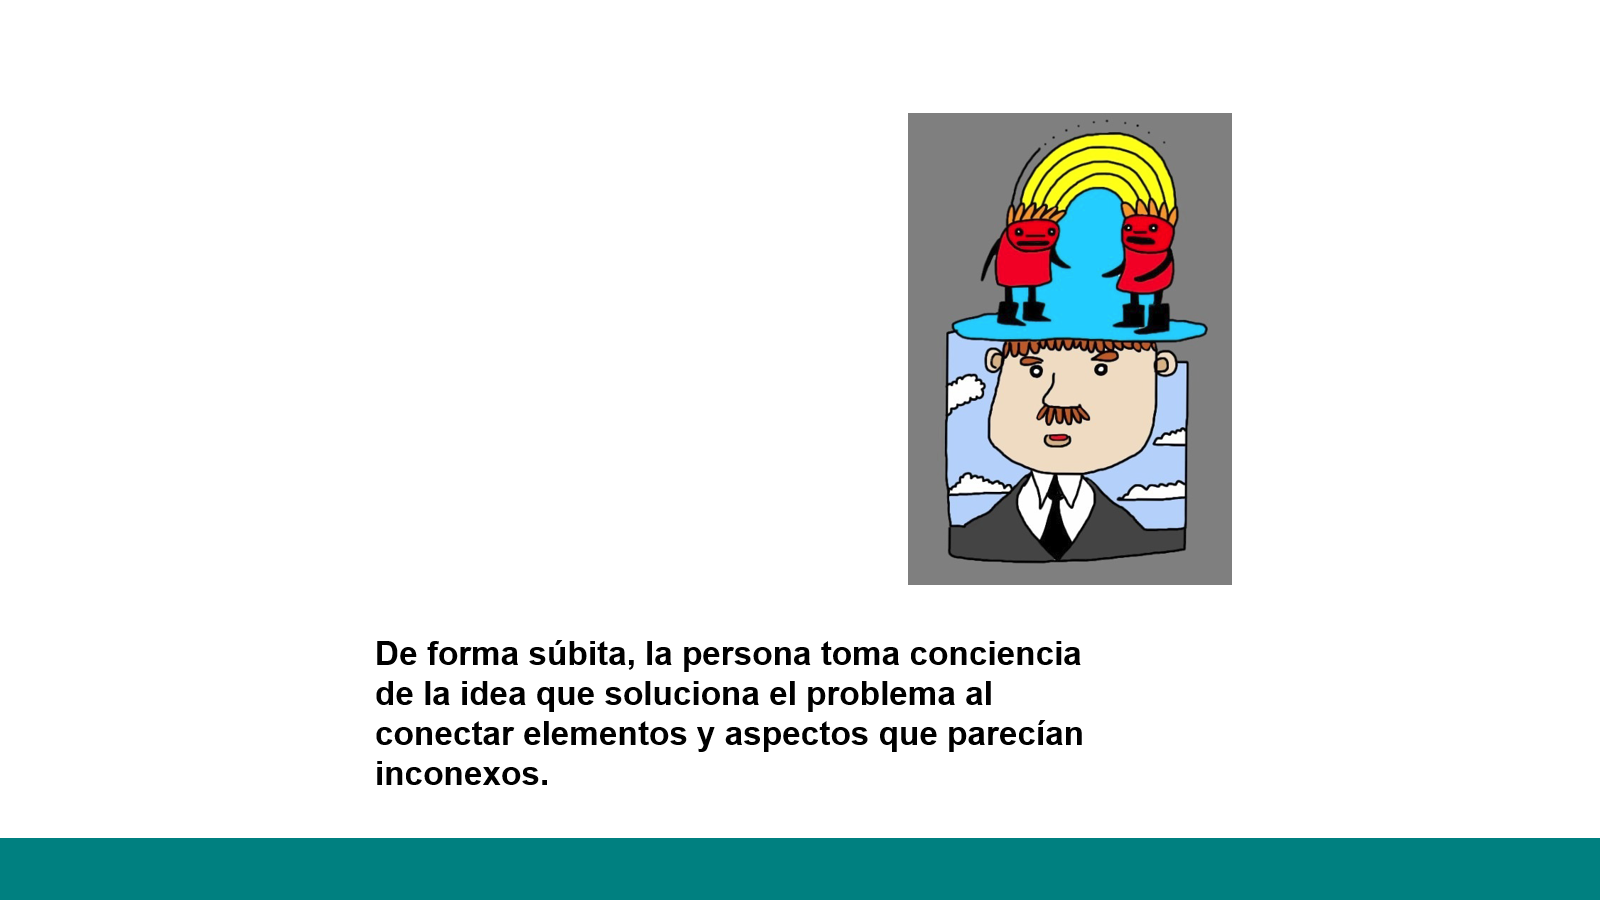 De forma súbita, la persona toma conciencia
de la idea que soluciona el problema al
conectar elementos y aspectos que parecían
inconexos.